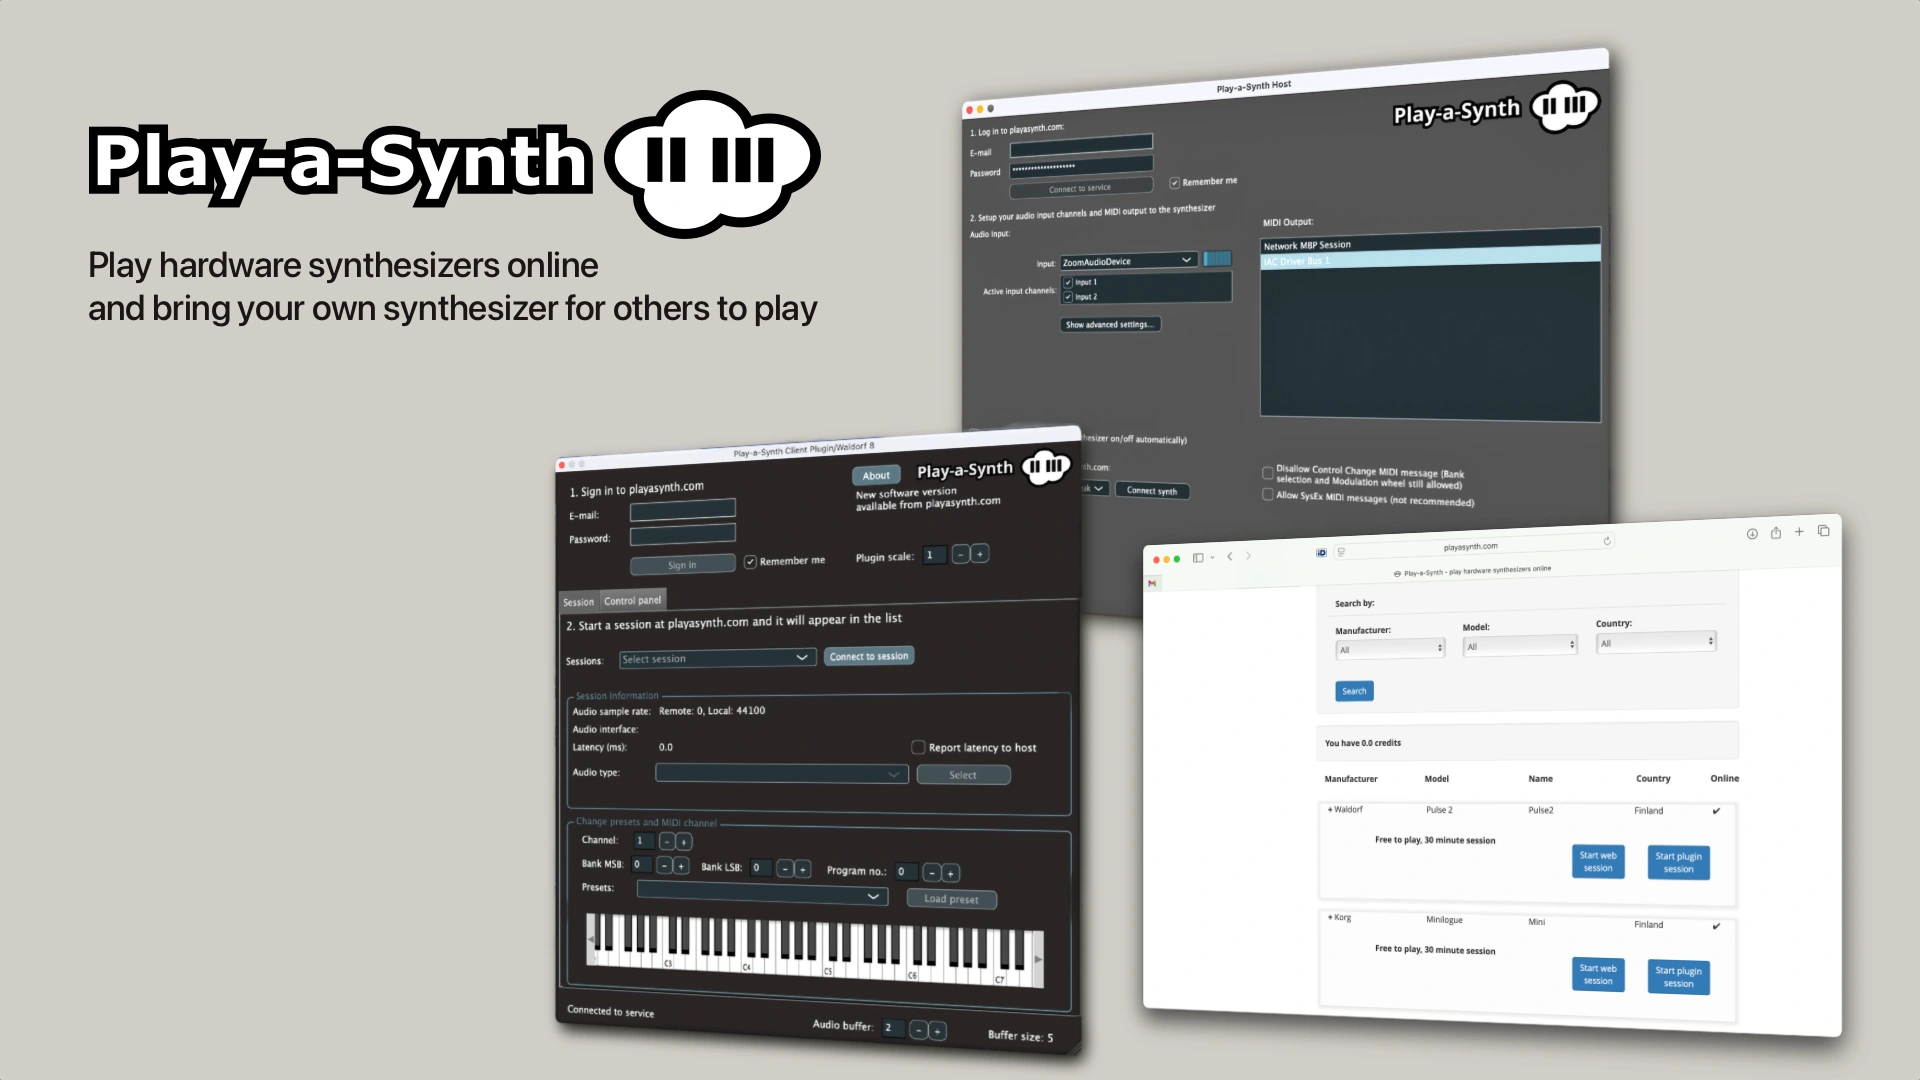 Play-a-Synth
Play hardware synthesizers online
and bring your own synthesizer for others to play
Play-a-Synth Host
Play-a-Synth
1. Log in to playasynth.com:
E-mail
Password
Connect to service
Remember me
2. Setup your audio input channels and MIDI output to the synthesizer
Audio Input:
Input:
ZoomAudioDevice
Active input channels:
Input 1
Input 2
Show advanced settings...
MIDI Output:
Network MBP Session
IAC Driver Bus 1
on/off automatically)
Connect synth
Disallow Control Change MIDI message (Bank
selection and Modulation wheel still allowed)
Allow SysEx MIDI messages (not recommended)
Play-a-Synth Client Plugin/Waldorf 8
1. Sign in to playasynth.com
About
Play-a-Synth
New software version
available from playasynth.com
E-mail:
Password:
Sign in
Remember me
Plugin scale: 1 - +
Session
Control panel
2. Start a session at playasynth.com and it will appear in the list
Sessions:
Select session
Connect to session
Session Information
Audio sample rate: Remote: 0, Local: 44100
Audio interface:
Latency (ms): 0.0
Report latency to host
Audio type:
Select
Change presets and MIDI channel
Channel: 1 - +
Bank MSB: 0 - + Bank LSB: 0 - + Program no.: 0 - +
Presets:
Load preset
C3 C4 C5 C6 C7
Connected to service
Audio buffer: 2 - +
Buffer size: 5
playasynth.com
Play-a-Synth - play hardware synthesizers online
Search by:
Manufacturer: Model: Country:
All All All
Search
You have 0.0 credits
Manufacturer Model Name Country Online
+ Waldorf Pulse 2 Pulse2 Finland ✔
Free to play, 30 minute session
Start web
session
Start plugin
session
+ Korg Minilogue Mini Finland ✔
Free to play, 30 minute session
Start web
session
Start plugin
session